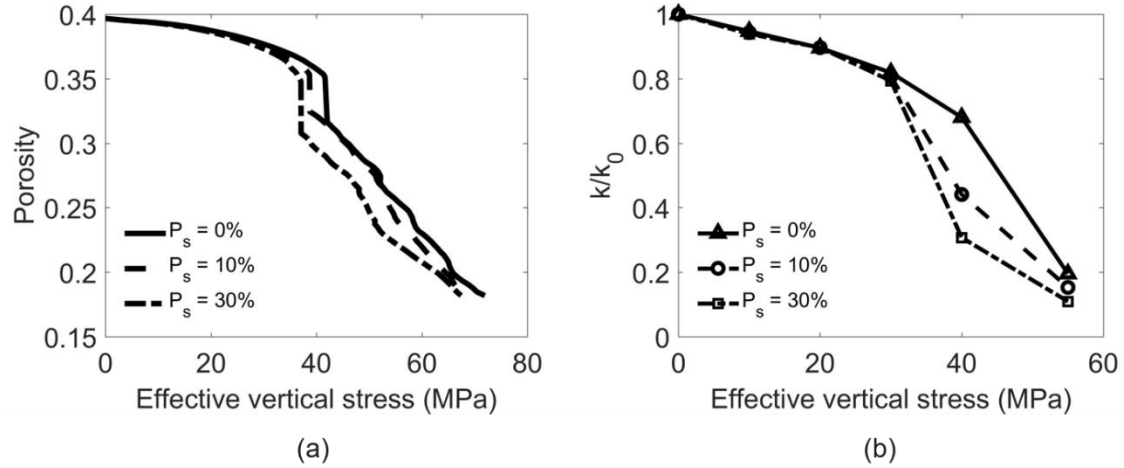 0.4
0.35
0.3
0.25
0.2
0.15
Porosity
P_s = 0%
P_s = 10%
P_s = 30%
0 20 40 60 80
Effective vertical stress (MPa)
(a)
1
0.8
0.6
0.4
0.2
0
k/k_0
P_s = 0%
P_s = 10%
P_s = 30%
0 20 40 60
Effective vertical stress (MPa)
(b)